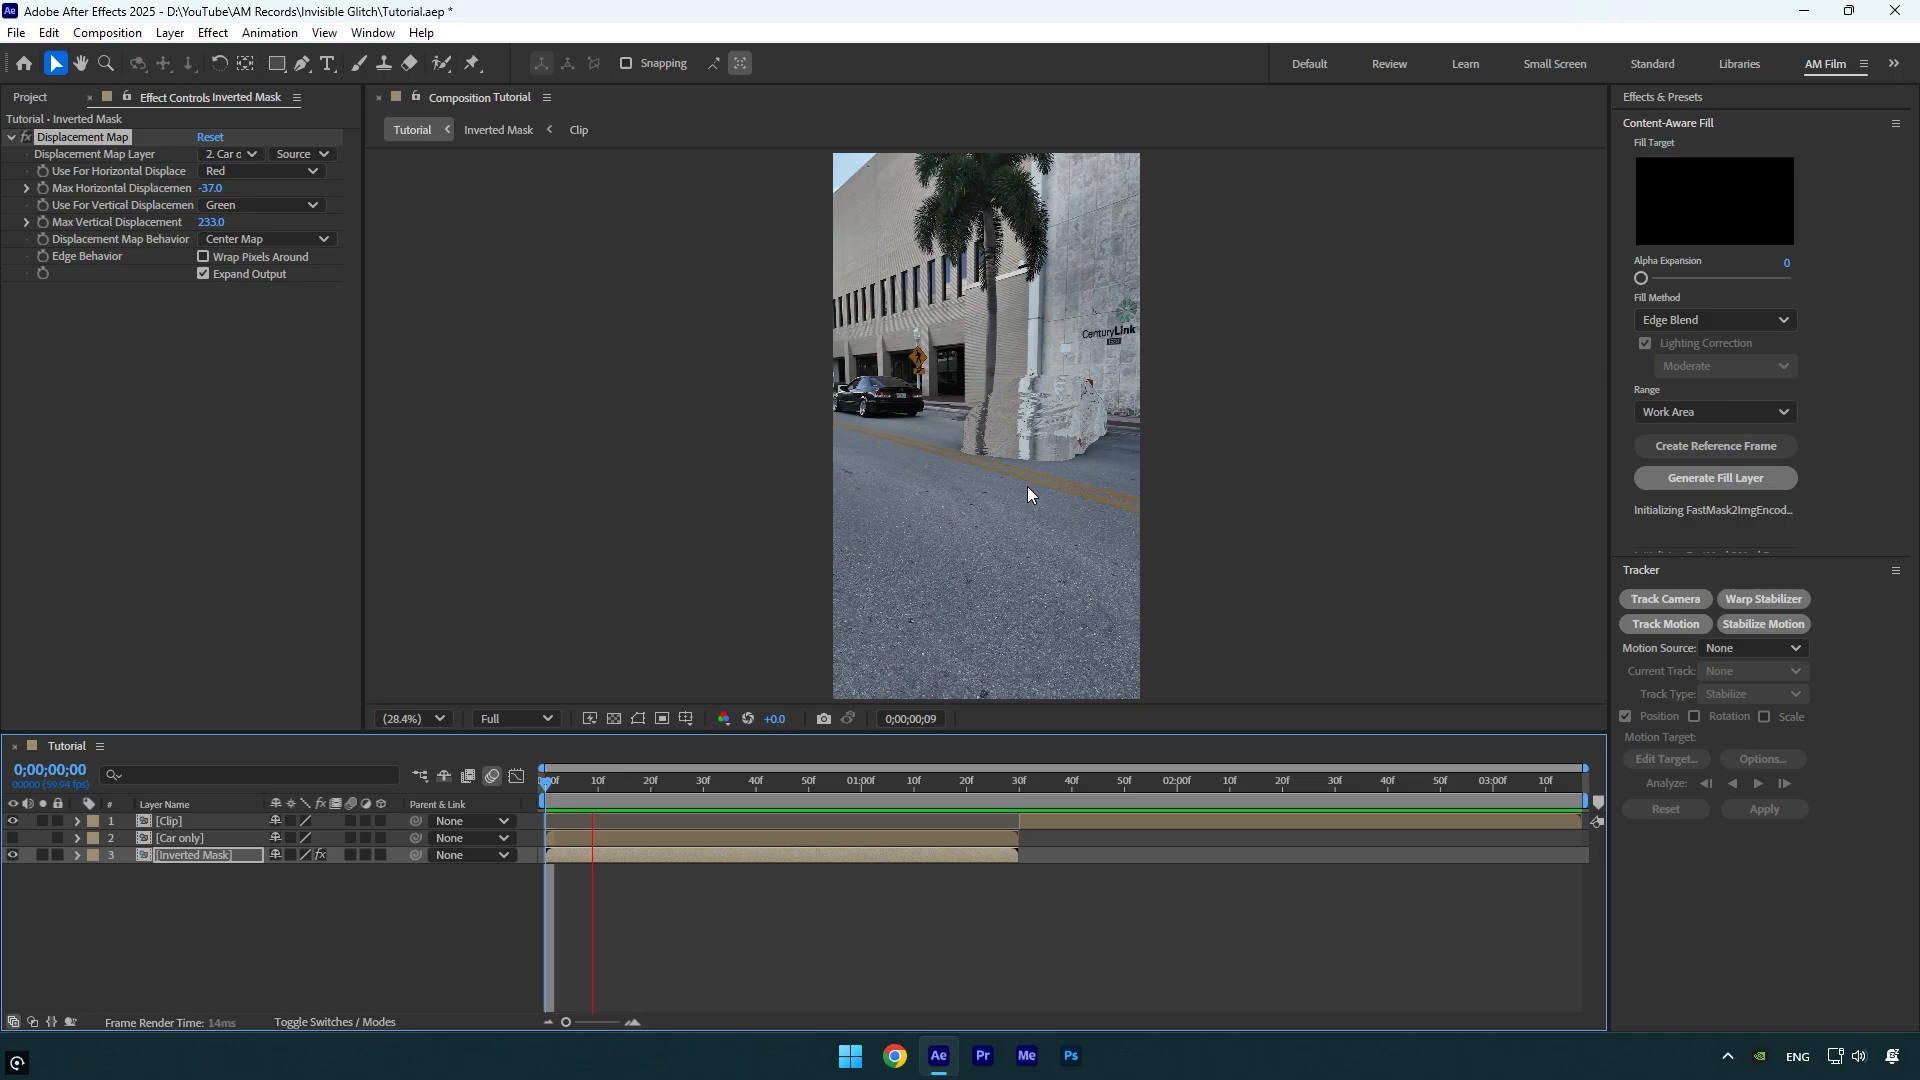 Ae Adobe After Effects 2025 - D:\YouTube\AM Records\Invisible Glitch\Tutorial.aep *
File Edit Composition Layer Effect Animation View Window Help
Snapping
Default Review Learn Small Screen Standard Libraries AM Film
Project Effect Controls Inverted Mask
Tutorial • Inverted Mask
fx Displacement Map Reset
Displacement Map Layer 2. Car o Source
Use For Horizontal Displace Red
Max Horizontal Displacemen -37.0
Use For Vertical Displacemen Green
Max Vertical Displacement 233.0
Displacement Map Behavior Center Map
Edge Behavior Wrap Pixels Around
Expand Output
Composition Tutorial
Tutorial Inverted Mask Clip
CenturyLink
(28.4%) Full +0.0 0;00;00;09
Effects & Presets
Content-Aware Fill
Fill Target
Alpha Expansion 0
Fill Method
Edge Blend
Lighting Correction
Moderate
Range
Work Area
Create Reference Frame
Generate Fill Layer
Initializing FastMask2ImgEncod...
Tracker
Track Camera Warp Stabilizer
Track Motion Stabilize Motion
Motion Source: None
Current Track: None
Track Type: Stabilize
Position Rotation Scale
Motion Target:
Edit Target... Options...
Analyze:
Reset Apply
Tutorial
0;00;00;00
00000 (59.94 fps)
00f 10f 20f 30f 40f 50f 01:00f 10f 20f 30f 40f 50f 02:00f 10f 20f 30f 40f 50f 03:00f 10f
# Layer Name fx Parent & Link
1 [Clip] None
2 [Car only] None
3 [Inverted Mask] fx None
Frame Render Time: 14ms Toggle Switches / Modes
Ae Pr Me Ps ENG